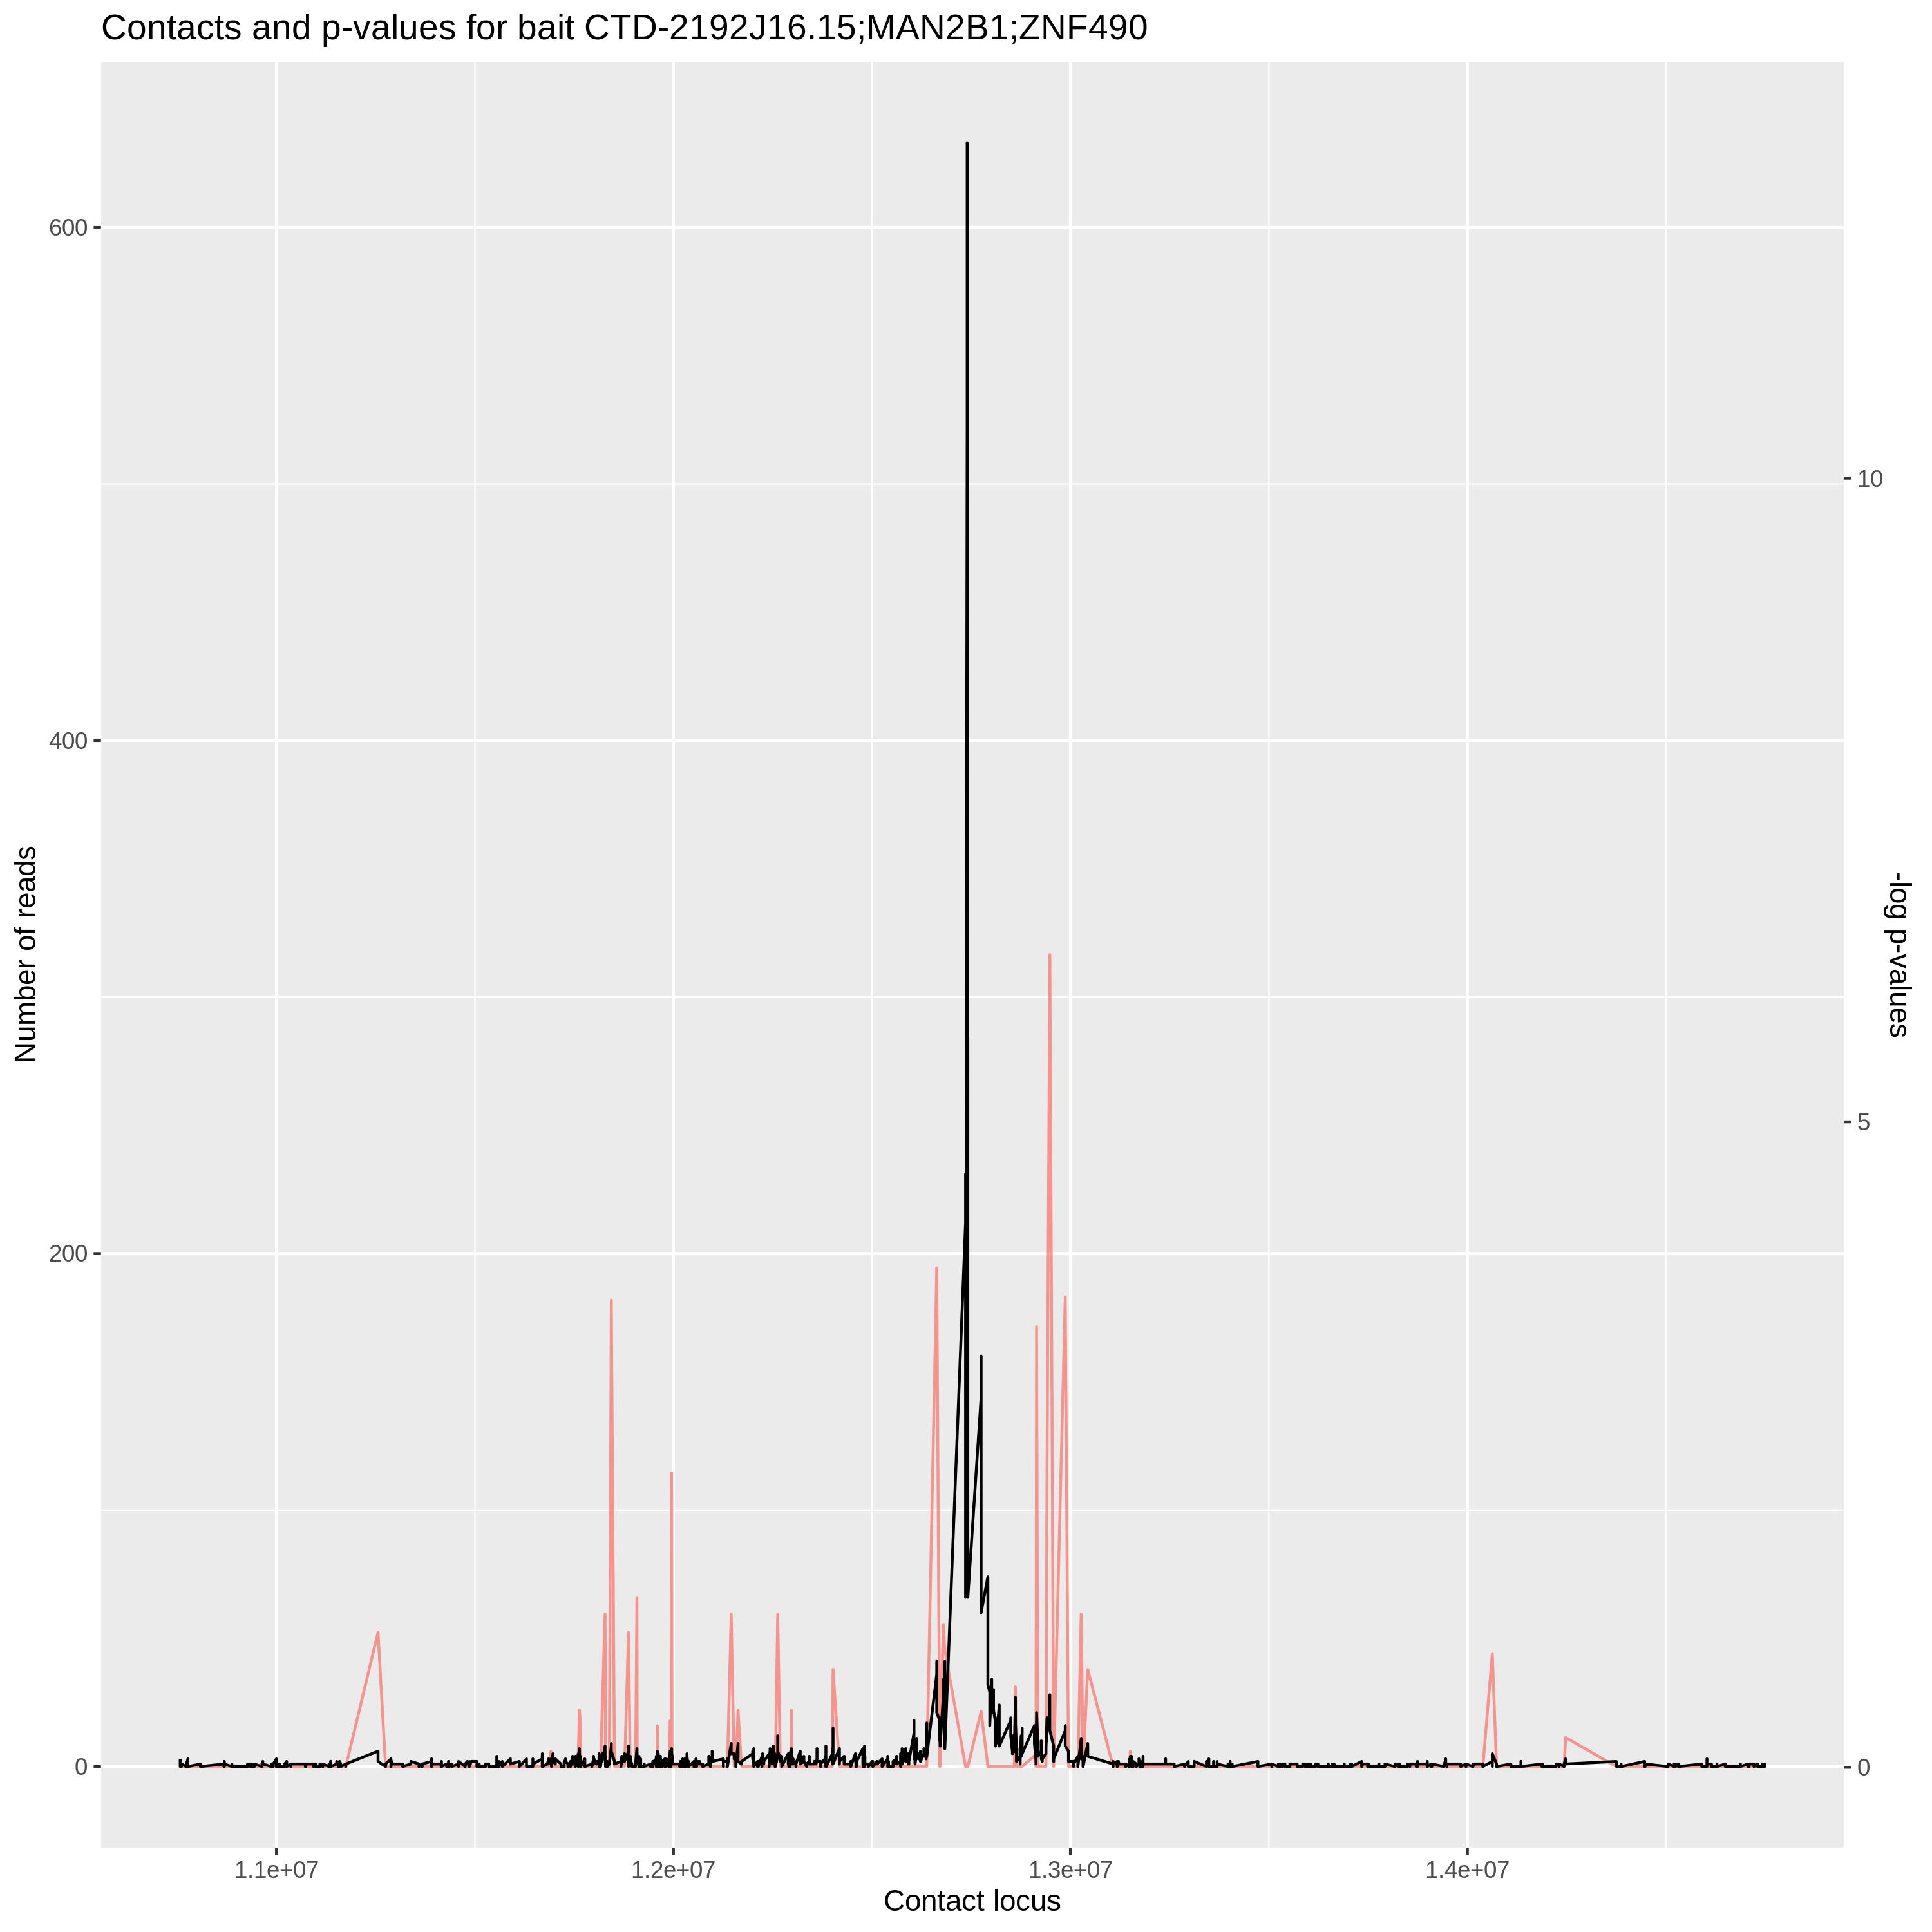 Contacts and p-values for bait CTD-2192J16.15;MAN2B1;ZNF490
600
400
200
0
Number of reads
10
5
0
-log p-values
1.1e+07
1.2e+07
1.3e+07
1.4e+07
Contact locus